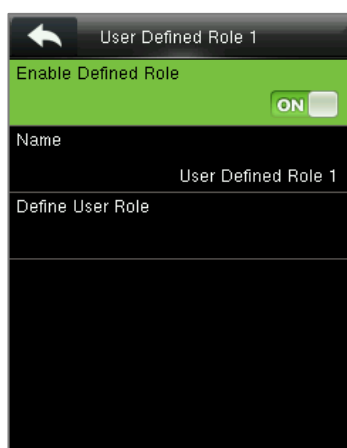 User Defined Role 1
Enable Defined Role
ON
Name
User Defined Role 1
Define User Role